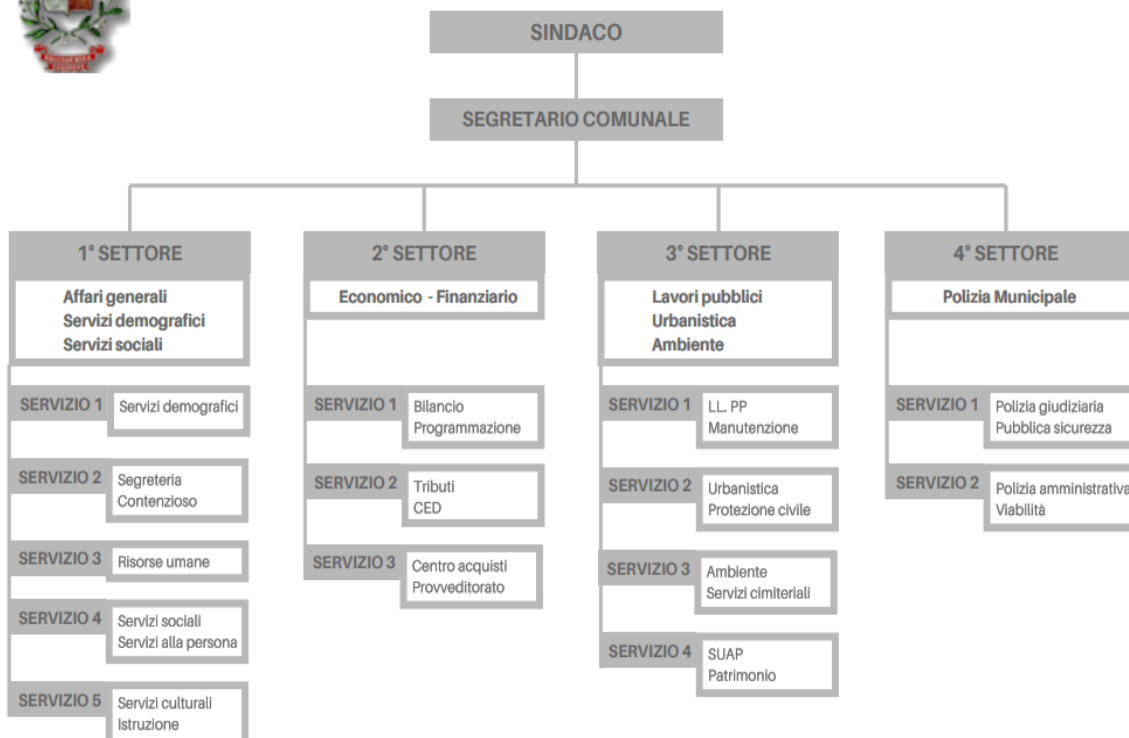 SINDACO
SEGRETARIO COMUNALE
1° SETTORE
Affari generali
Servizi demografici
Servizi sociali
SERVIZIO 1
Servizi demografici
SERVIZIO 2
Segreteria
Contenzioso
SERVIZIO 3
Risorse umane
SERVIZIO 4
Servizi sociali
Servizi alla persona
SERVIZIO 5
Servizi culturali
Istruzione
2° SETTORE
Economico - Finanziario
SERVIZIO 1
Bilancio
Programmazione
SERVIZIO 2
Tributi
CED
SERVIZIO 3
Centro acquisti
Provveditorato
3° SETTORE
Lavori pubblici
Urbanistica
Ambiente
SERVIZIO 1
LL. PP
Manutenzione
SERVIZIO 2
Urbanistica
Protezione civile
SERVIZIO 3
Ambiente
Servizi cimiteriali
SERVIZIO 4
SUAP
Patrimonio
4° SETTORE
Polizia Municipale
SERVIZIO 1
Polizia giudiziaria
Pubblica sicurezza
SERVIZIO 2
Polizia amministrativa
Viabilità